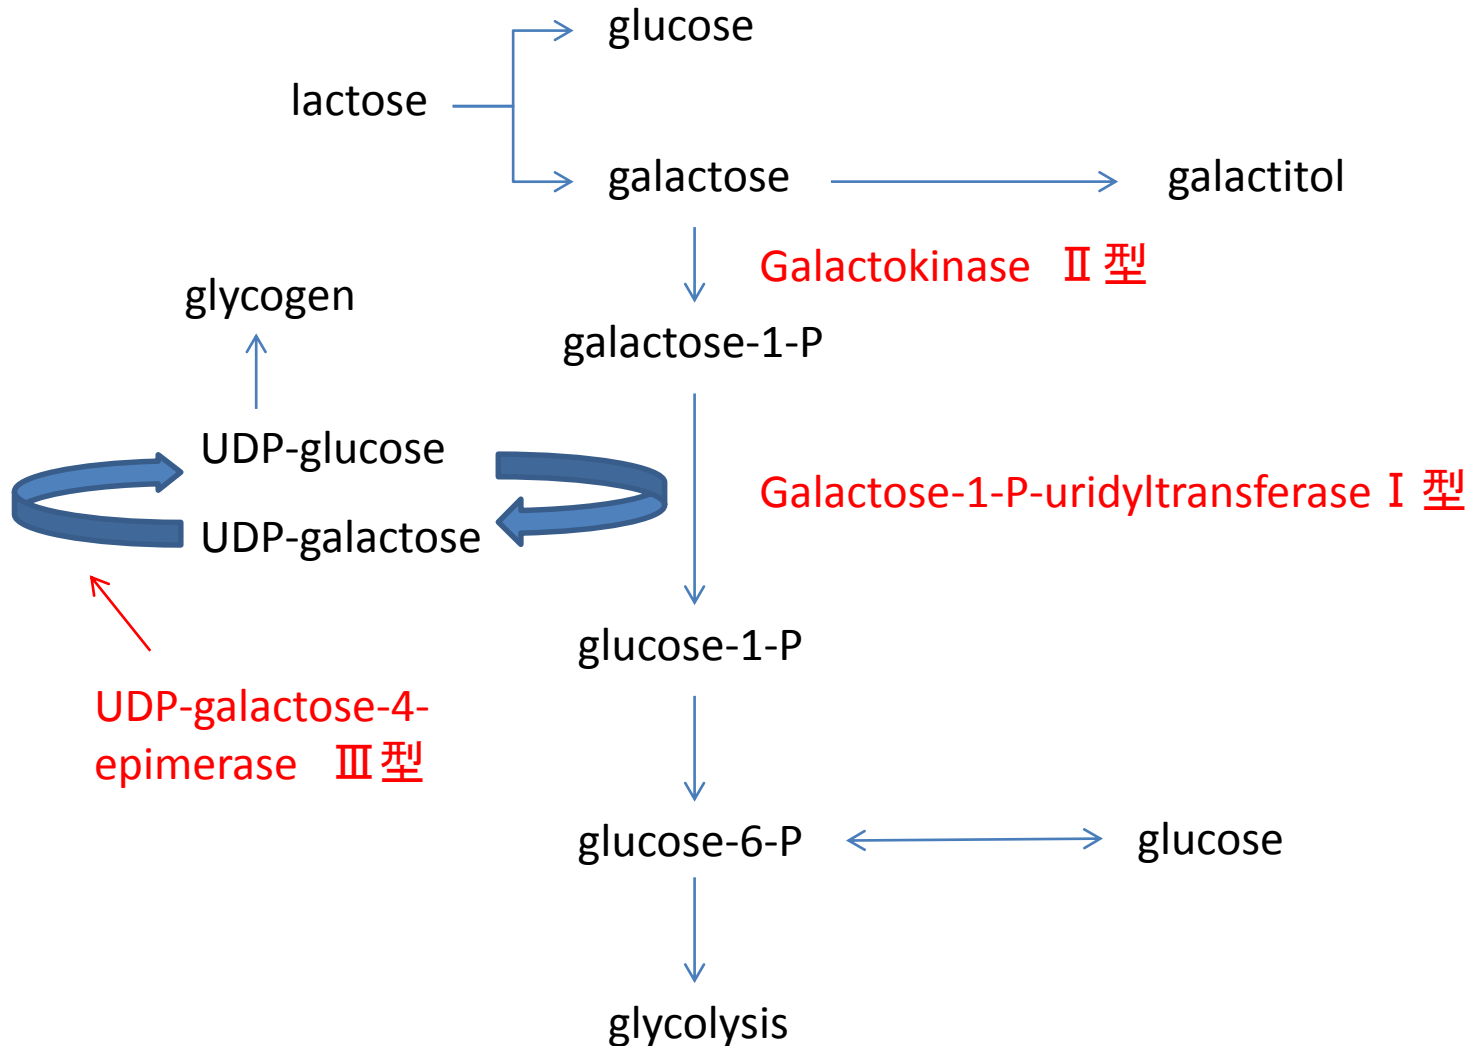 glucose
lactose
galactose
galactitol
Galactokinase Ⅱ型
glycogen
galactose-1-P
UDP-glucose
Galactose-1-P-uridyltransferase Ⅰ型
UDP-galactose
glucose-1-P
UDP-galactose-4-
epimerase Ⅲ型
glucose-6-P
glucose
glycolysis